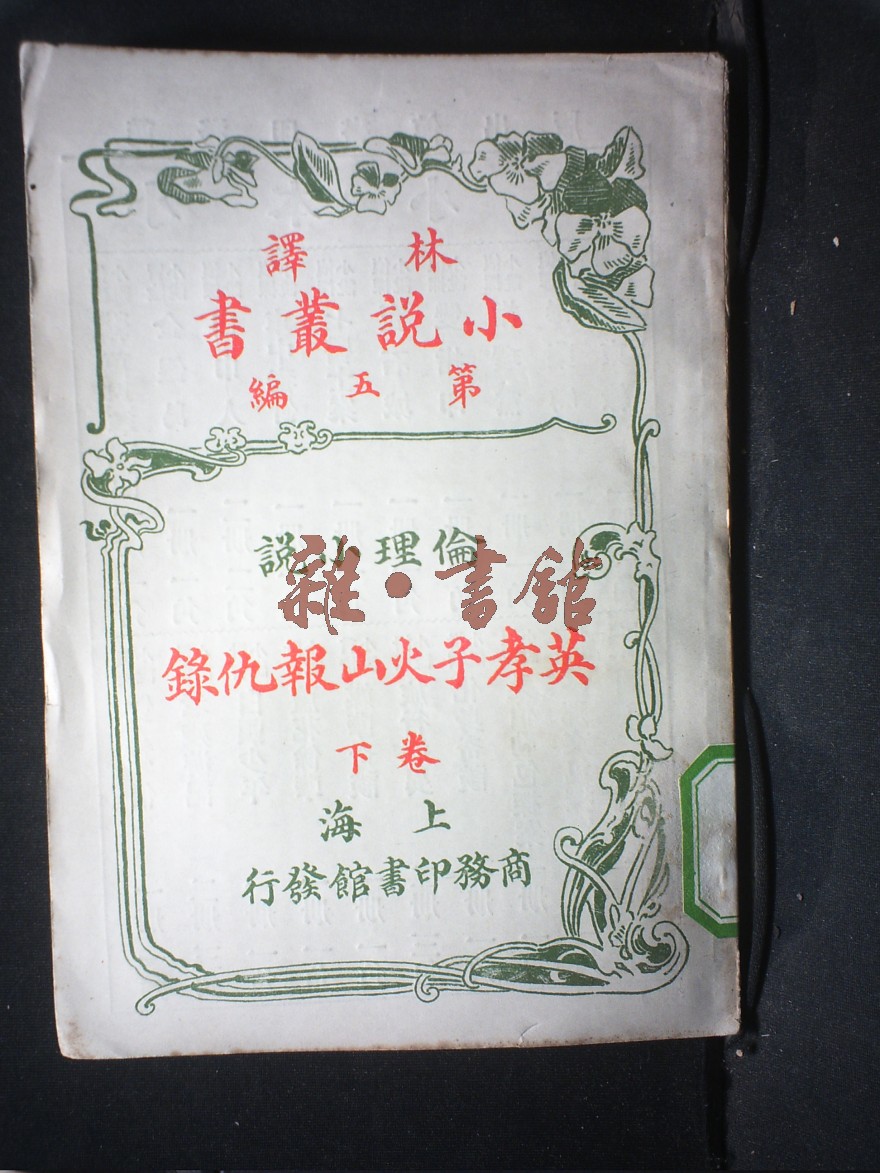 林譯
小說叢書
第五編
倫理小說
雜·書館
英孝子火山報仇錄
卷下
上海
商務印書館發行